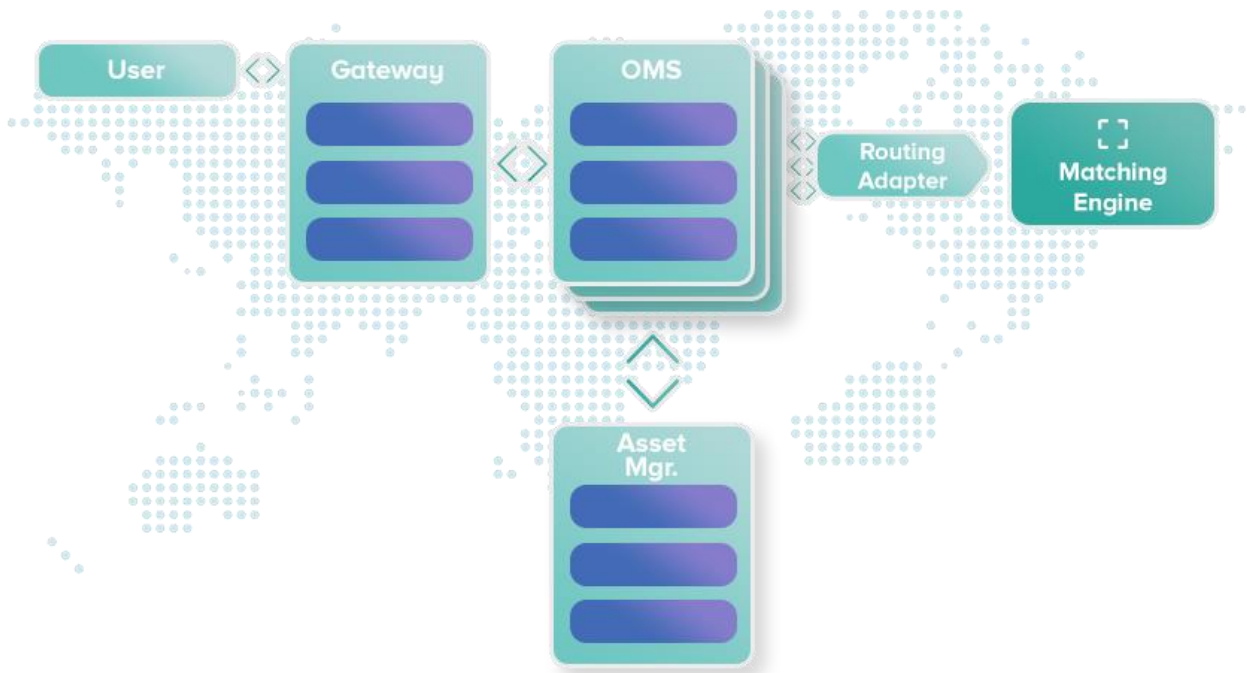 User
Gateway
OMS
Routing
Adapter
Matching
Engine
Asset
Mgr.